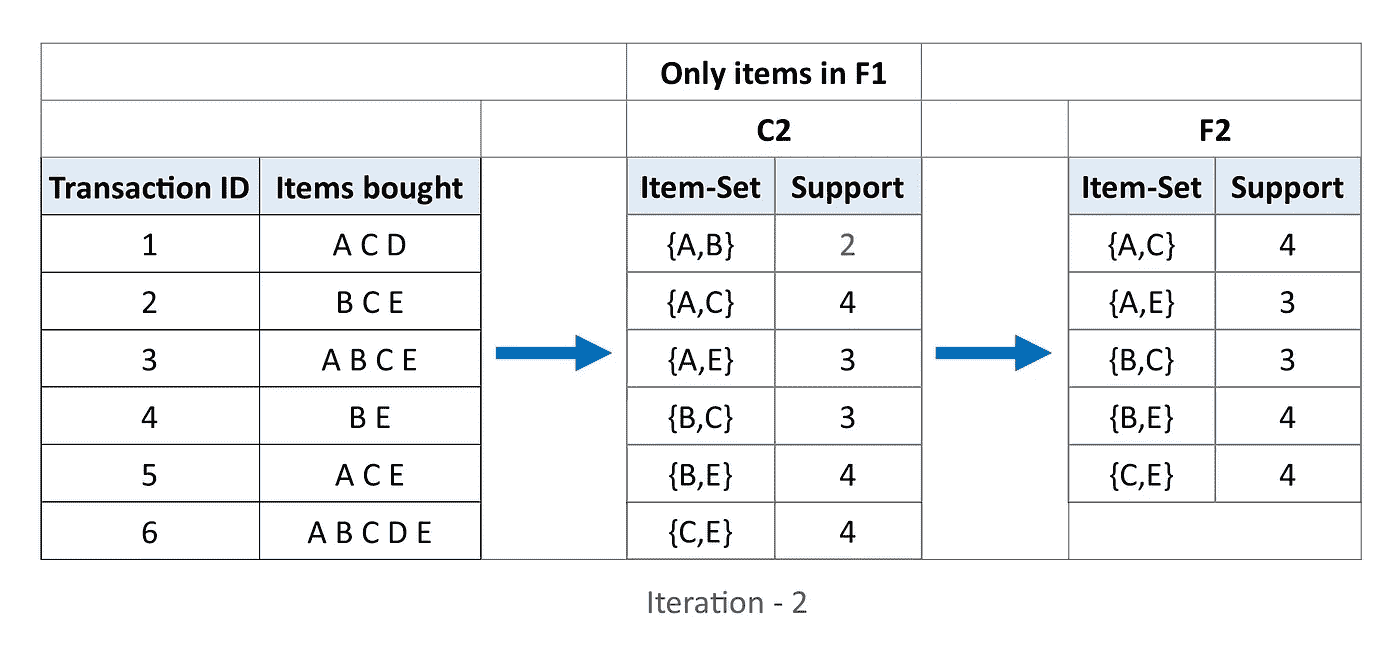 Only items in F1
C2 F2
Transaction ID Items bought Item-Set Support Item-Set Support
1 A C D {A,B} 2 {A,C} 4
2 B C E {A,C} 4 {A,E} 3
3 A B C E {A,E} 3 {B,C} 3
4 B E {B,C} 3 {B,E} 4
5 A C E {B,E} 4 {C,E} 4
6 A B C D E {C,E} 4
Iteration - 2